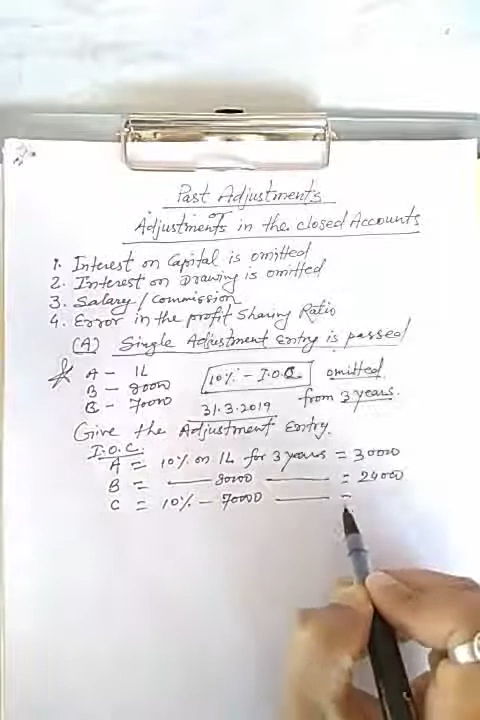 Past Adjustments
or
Adjustments in the closed Accounts
1. Interest on Capital is omitted
2. Interest on Drawing is omitted
3. Salary / Commission
4. Error in the profit Sharing Ratio
(A) Single Adjustment Entry is passed
A - 1L
B - 80000
C - 70000
10% - I.O.C. omitted
31.3.2019 from 3 years.
Give the Adjustment Entry.
I.O.C.
A = 10% on 1L for 3 years = 30000
B = — 80000 — = 24000
C = 10% - 70000 — =